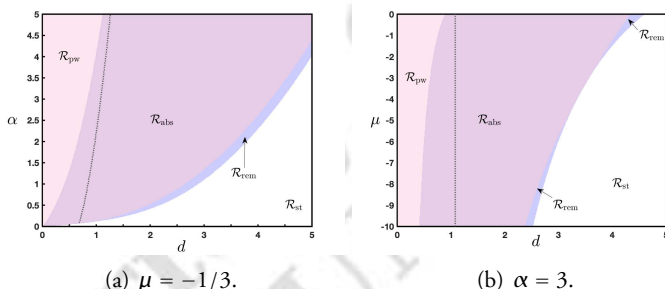 5
4.5
4
3.5
3
2.5
2
1.5
1
0.5
0
α
R_pw
R_abs
R_rem
R_st
0 1 2 3 4 5
d
(a) μ = −1/3.
0
-1
-2
-3
-4
-5
-6
-7
-8
-9
-10
μ
R_rem
R_pw
R_abs
R_st
R_rem
0 1 2 3 4 5
d
(b) α = 3.